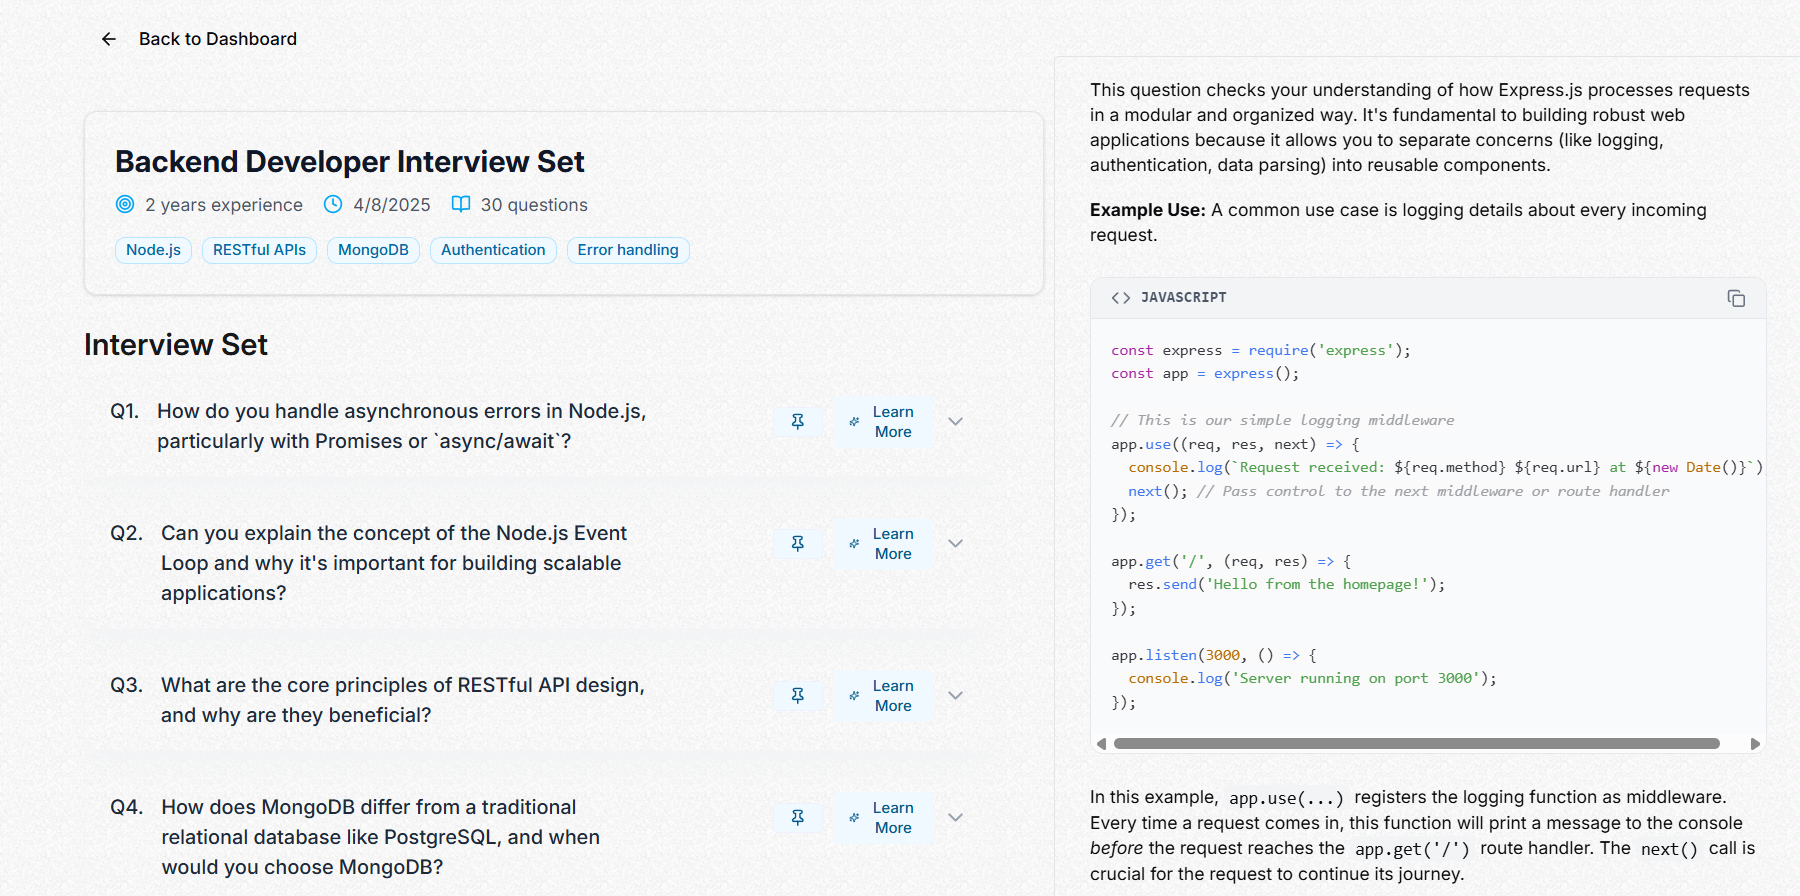 Back to Dashboard
Backend Developer Interview Set
2 years experience 4/8/2025 30 questions
Node.js RESTful APIs MongoDB Authentication Error handling
Interview Set
Q1. How do you handle asynchronous errors in Node.js,
particularly with Promises or `async/await`?
Learn
More
Q2. Can you explain the concept of the Node.js Event
Loop and why it's important for building scalable
applications?
Learn
More
Q3. What are the core principles of RESTful API design,
and why are they beneficial?
Learn
More
Q4. How does MongoDB differ from a traditional
relational database like PostgreSQL, and when
would you choose MongoDB?
Learn
More
This question checks your understanding of how Express.js processes requests
in a modular and organized way. It's fundamental to building robust web
applications because it allows you to separate concerns (like logging,
authentication, data parsing) into reusable components.
Example Use: A common use case is logging details about every incoming
request.
<> JAVASCRIPT
const express = require('express');
const app = express();
// This is our simple logging middleware
app.use((req, res, next) => {
  console.log(`Request received: ${req.method} ${req.url} at ${new Date()}`)
  next(); // Pass control to the next middleware or route handler
});
app.get('/', (req, res) => {
  res.send('Hello from the homepage!');
});
app.listen(3000, () => {
  console.log('Server running on port 3000');
});
In this example, app.use(...) registers the logging function as middleware.
Every time a request comes in, this function will print a message to the console
before the request reaches the app.get('/') route handler. The next() call is
crucial for the request to continue its journey.